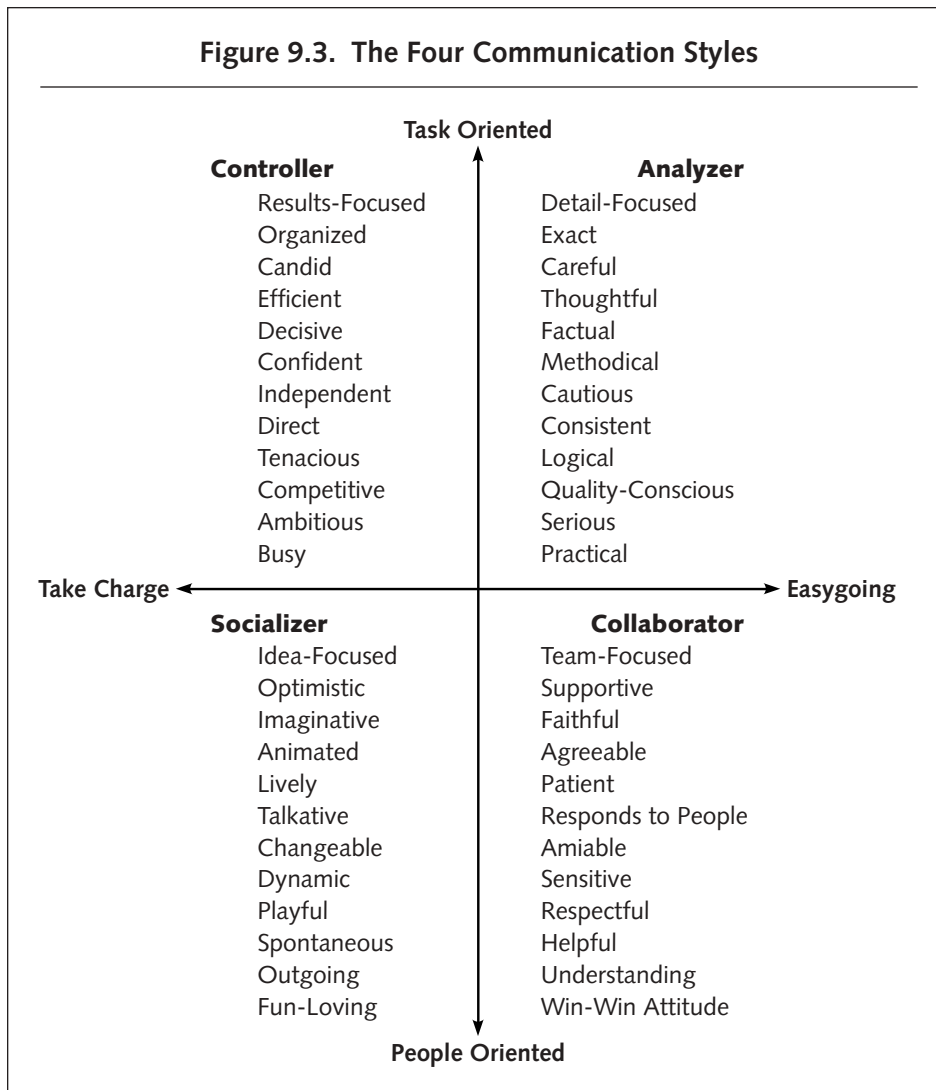 Figure 9.3. The Four Communication Styles
Task Oriented
Controller
Results-Focused
Organized
Candid
Efficient
Decisive
Confident
Independent
Direct
Tenacious
Competitive
Ambitious
Busy
Analyzer
Detail-Focused
Exact
Careful
Thoughtful
Factual
Methodical
Cautious
Consistent
Logical
Quality-Conscious
Serious
Practical
Take Charge
Easygoing
Socializer
Idea-Focused
Optimistic
Imaginative
Animated
Lively
Talkative
Changeable
Dynamic
Playful
Spontaneous
Outgoing
Fun-Loving
Collaborator
Team-Focused
Supportive
Faithful
Agreeable
Patient
Responds to People
Amiable
Sensitive
Respectful
Helpful
Understanding
Win-Win Attitude
People Oriented